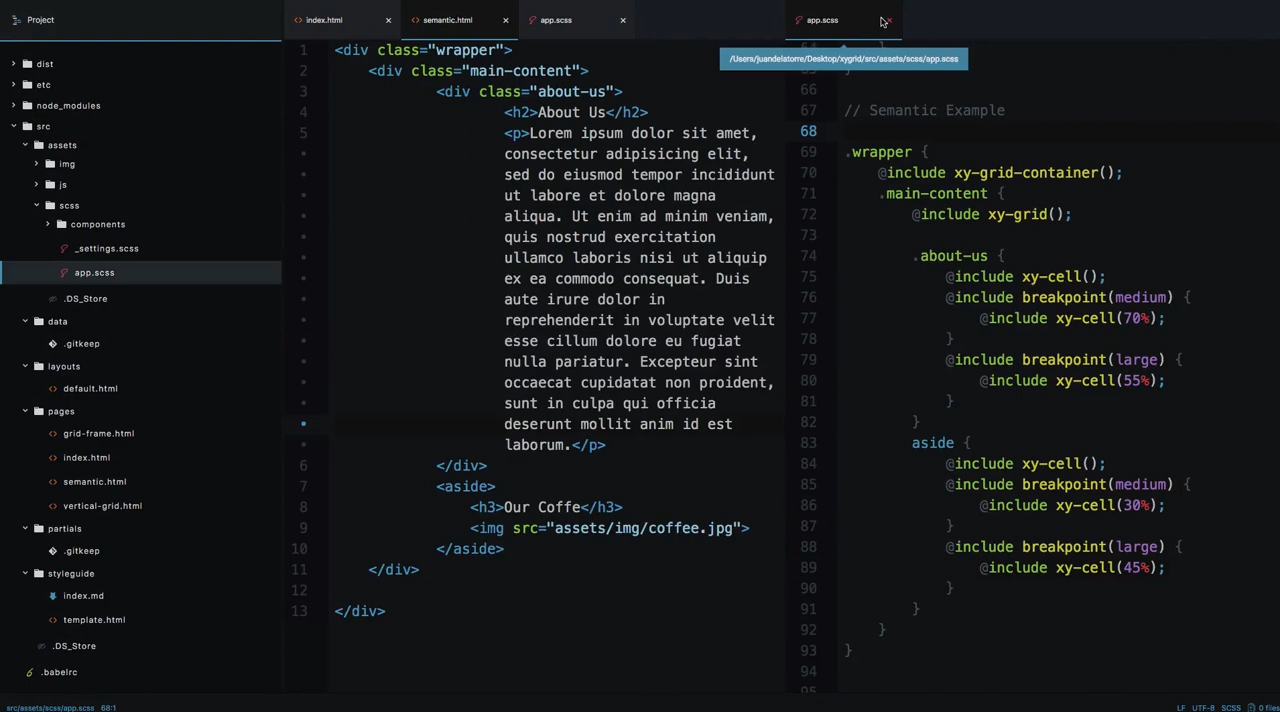 Project
dist
etc
node_modules
src
assets
img
js
scss
components
_settings.scss
app.scss
.DS_Store
data
.gitkeep
layouts
default.html
pages
grid-frame.html
index.html
semantic.html
vertical-grid.html
partials
.gitkeep
styleguide
index.md
template.html
.DS_Store
.babelrc
index.html
semantic.html
app.scss
1 <div class="wrapper">
2 <div class="main-content">
3 <div class="about-us">
4 <h2>About Us</h2>
5 <p>Lorem ipsum dolor sit amet,
consectetur adipisicing elit,
sed do eiusmod tempor incididunt
ut labore et dolore magna
aliqua. Ut enim ad minim veniam,
quis nostrud exercitation
ullamco laboris nisi ut aliquip
ex ea commodo consequat. Duis
aute irure dolor in
reprehenderit in voluptate velit
esse cillum dolore eu fugiat
nulla pariatur. Excepteur sint
occaecat cupidatat non proident,
sunt in culpa qui officia
deserunt mollit anim id est
laborum.</p>
6 </div>
7 <aside>
8 <h3>Our Coffe</h3>
9 <img src="assets/img/coffee.jpg">
10 </aside>
11 </div>
12
13 </div>
app.scss
/Users/juandelatorre/Desktop/xygrid/src/assets/scss/app.scss
66
67 // Semantic Example
68
69 .wrapper {
70 @include xy-grid-container();
71 .main-content {
72 @include xy-grid();
73
74 .about-us {
75 @include xy-cell();
76 @include breakpoint(medium) {
77 @include xy-cell(70%);
78 }
79 @include breakpoint(large) {
80 @include xy-cell(55%);
81 }
82 }
83 aside {
84 @include xy-cell();
85 @include breakpoint(medium) {
86 @include xy-cell(30%);
87 }
88 @include breakpoint(large) {
89 @include xy-cell(45%);
90 }
91 }
92 }
93 }
94
95
src/assets/scss/app.scss 68:1
LF UTF-8 SCSS 0 files